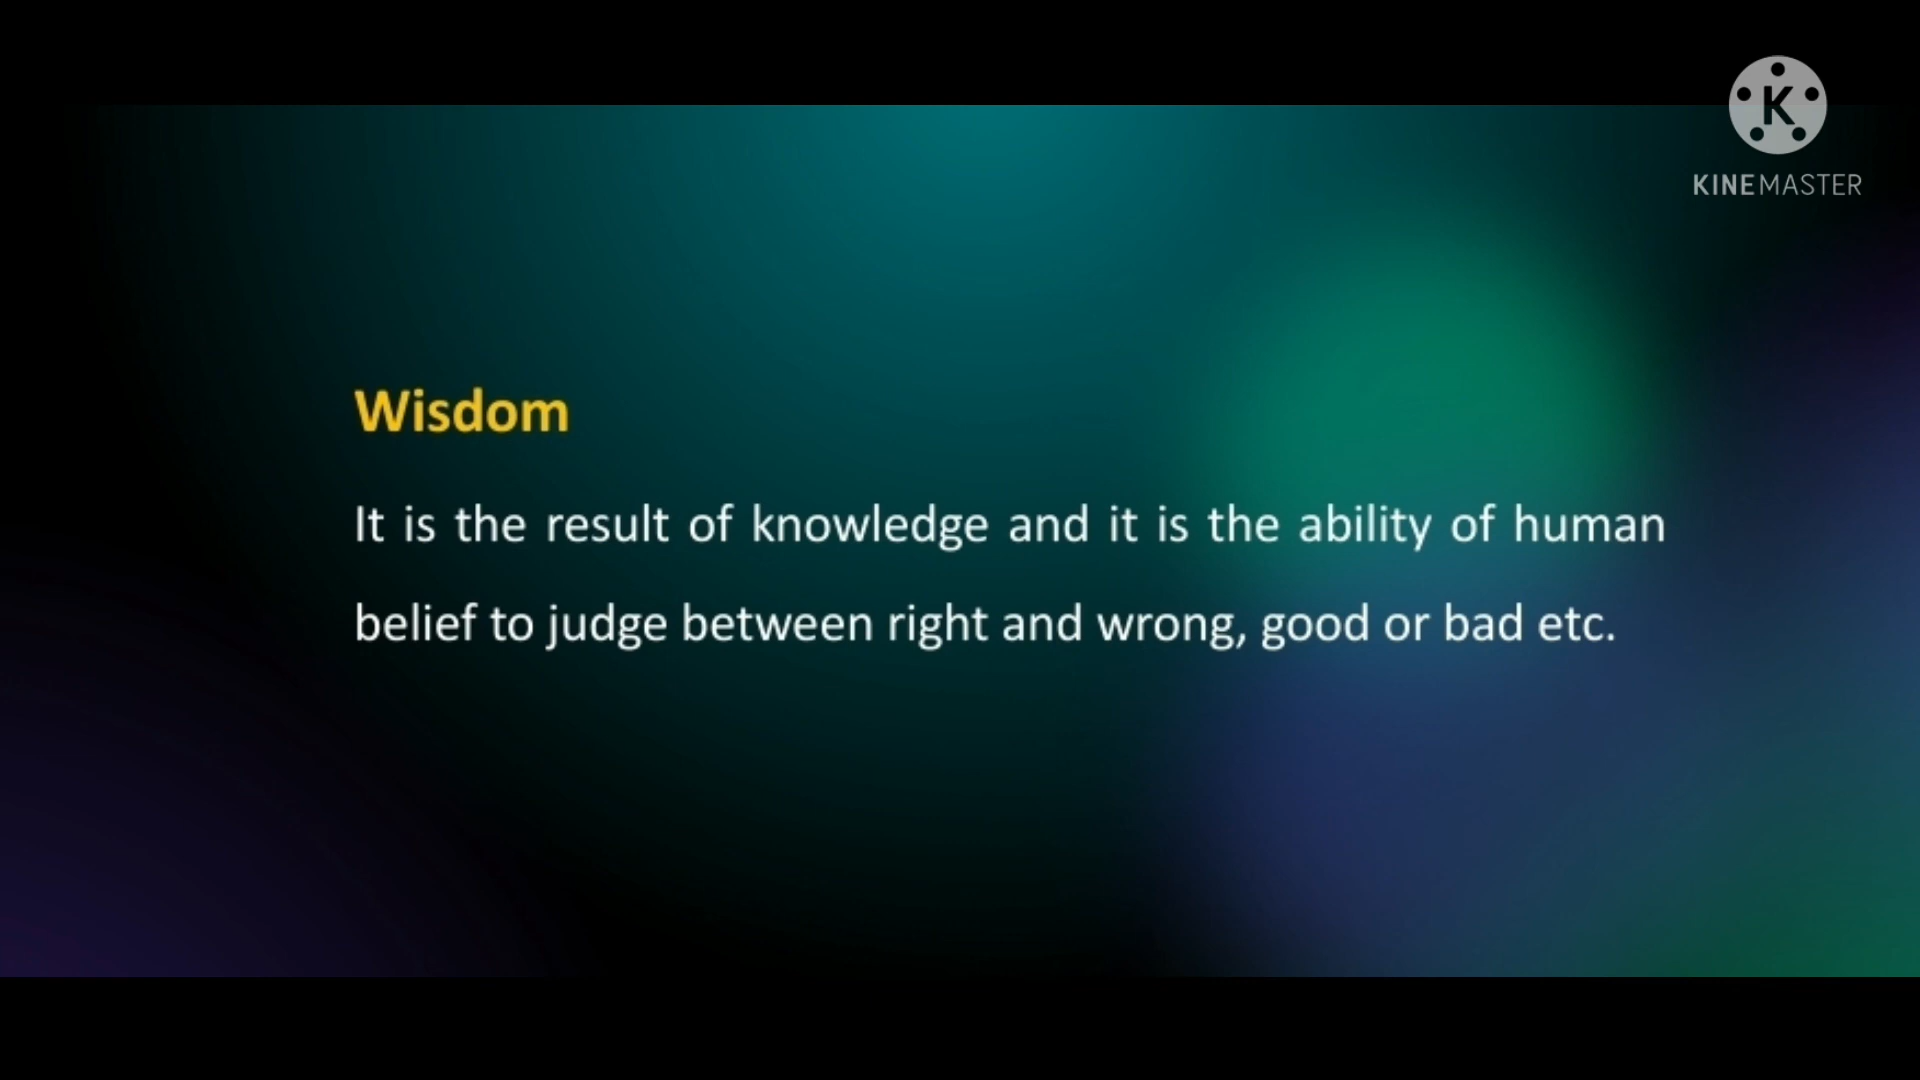 K
KINEMASTER
Wisdom
It is the result of knowledge and it is the ability of human
belief to judge between right and wrong, good or bad etc.